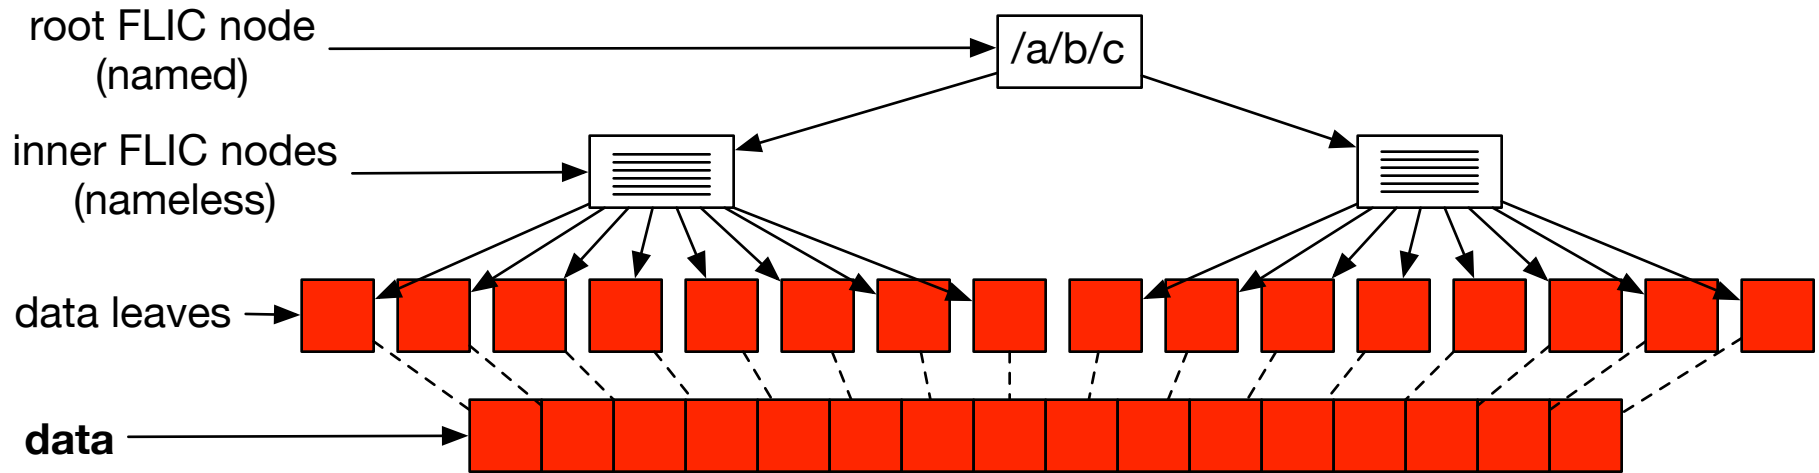 root FLIC node
(named)
/a/b/c
inner FLIC nodes
(nameless)
data leaves
data